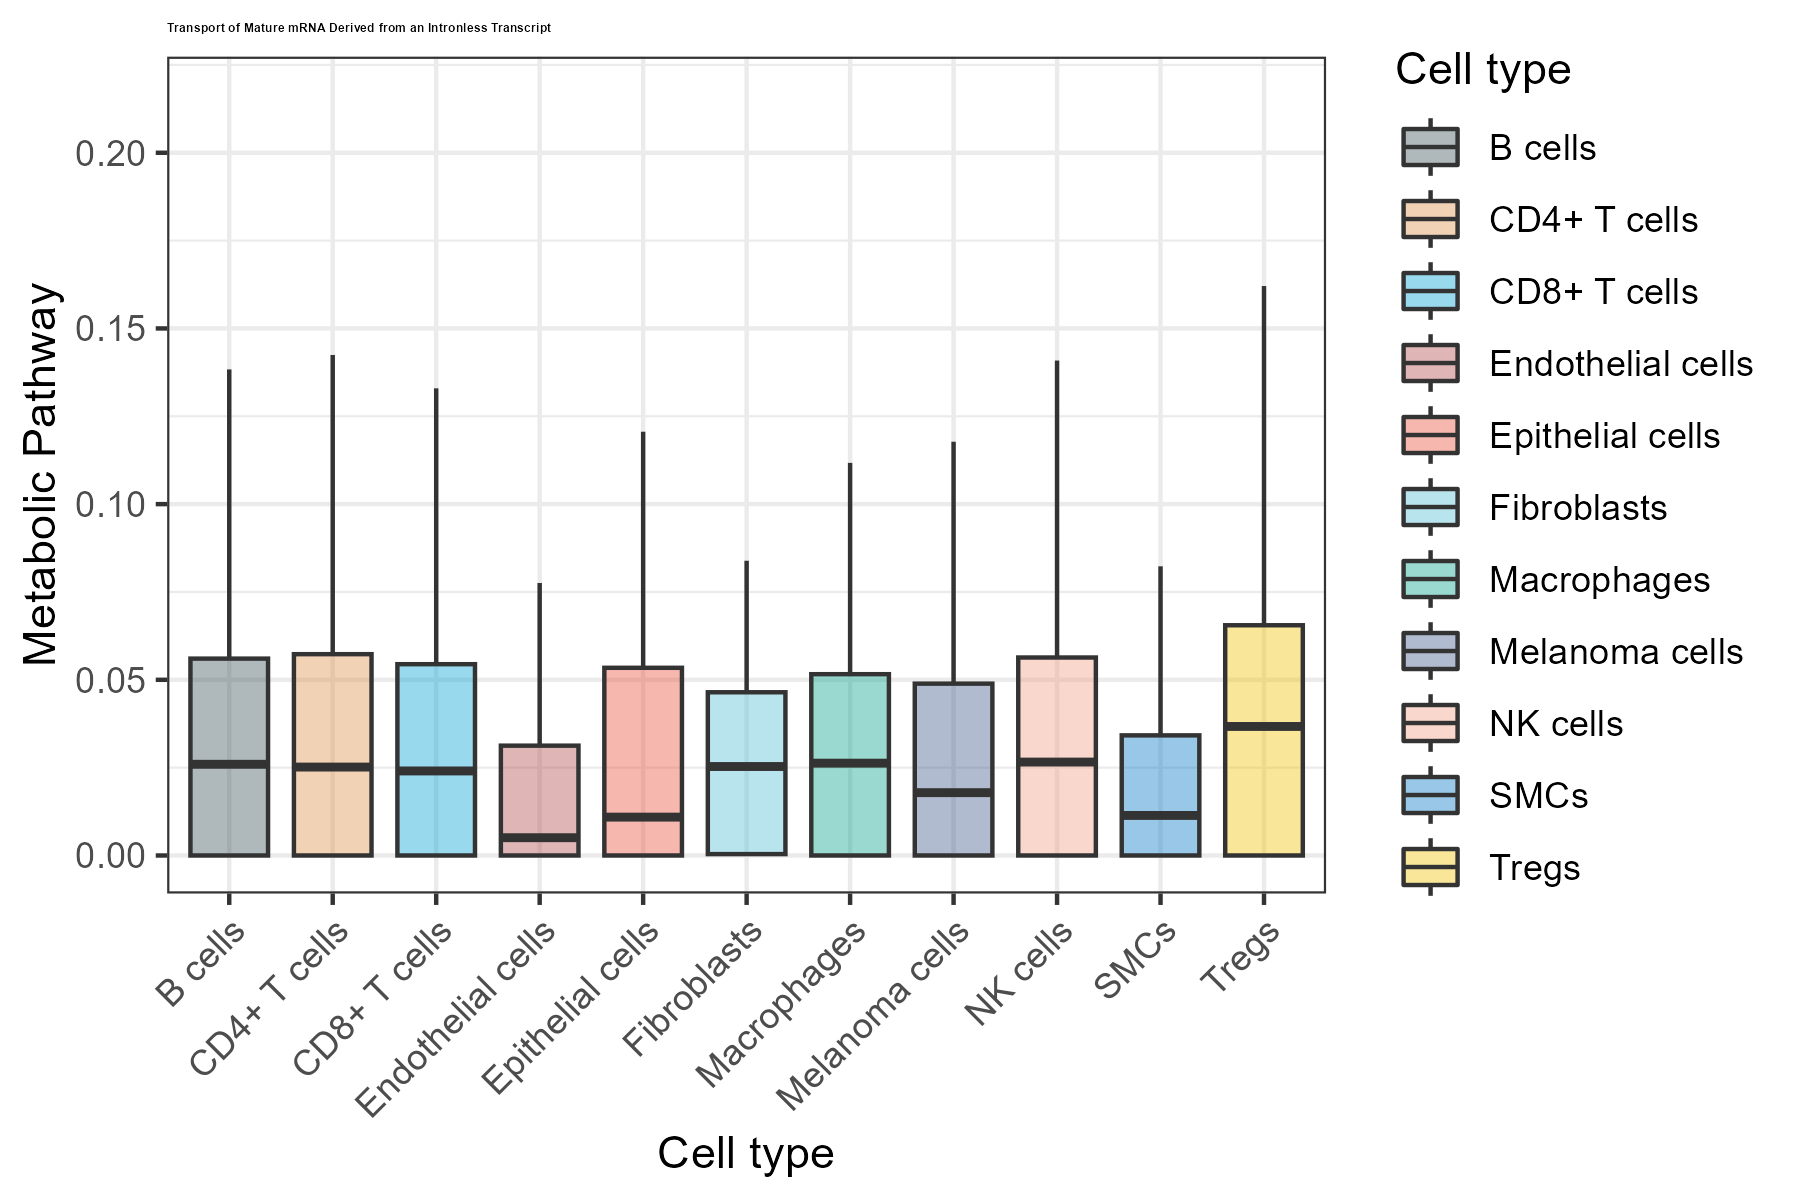 Transport of Mature mRNA Derived from an Intronless Transcript
Metabolic Pathway
0.20
0.15
0.10
0.05
0.00
B cells
CD4+ T cells
CD8+ T cells
Endothelial cells
Epithelial cells
Fibroblasts
Macrophages
Melanoma cells
NK cells
SMCs
Tregs
Cell type
Cell type
B cells
CD4+ T cells
CD8+ T cells
Endothelial cells
Epithelial cells
Fibroblasts
Macrophages
Melanoma cells
NK cells
SMCs
Tregs